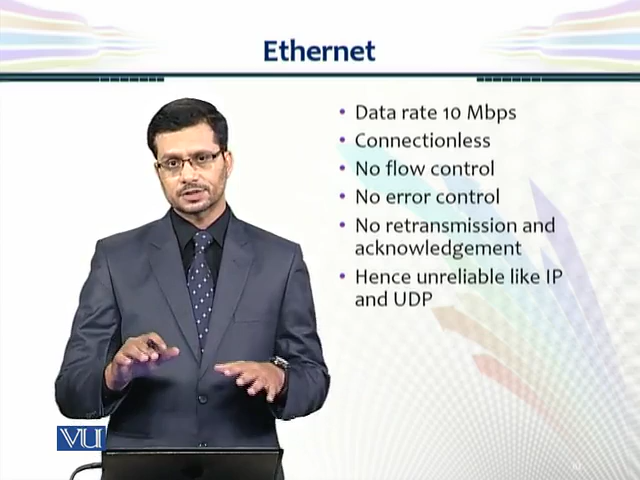 Ethernet
• Data rate 10 Mbps
• Connectionless
• No flow control
• No error control
• No retransmission and
acknowledgement
• Hence unreliable like IP
and UDP
VU